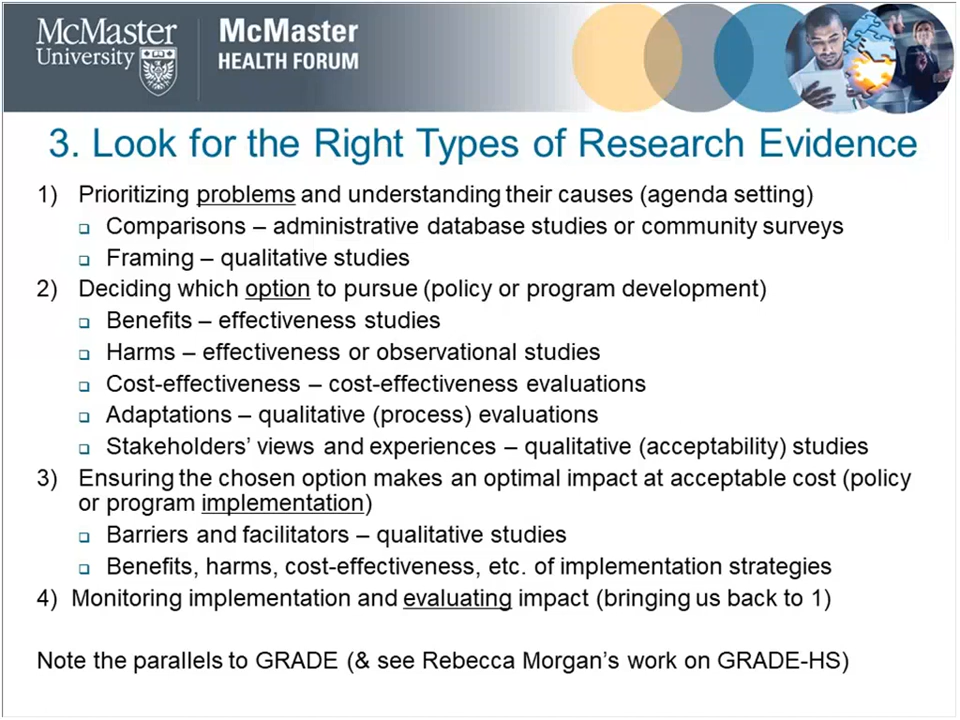 McMaster
University
McMaster
HEALTH FORUM
3. Look for the Right Types of Research Evidence
1) Prioritizing problems and understanding their causes (agenda setting)
❑ Comparisons – administrative database studies or community surveys
❑ Framing – qualitative studies
2) Deciding which option to pursue (policy or program development)
❑ Benefits – effectiveness studies
❑ Harms – effectiveness or observational studies
❑ Cost-effectiveness – cost-effectiveness evaluations
❑ Adaptations – qualitative (process) evaluations
❑ Stakeholders’ views and experiences – qualitative (acceptability) studies
3) Ensuring the chosen option makes an optimal impact at acceptable cost (policy
or program implementation)
❑ Barriers and facilitators – qualitative studies
❑ Benefits, harms, cost-effectiveness, etc. of implementation strategies
4) Monitoring implementation and evaluating impact (bringing us back to 1)
Note the parallels to GRADE (& see Rebecca Morgan’s work on GRADE-HS)